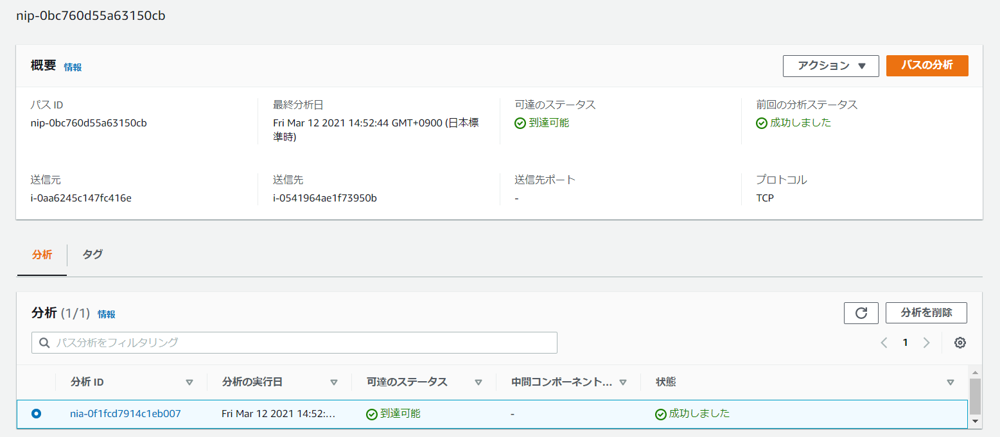 nip-0bc760d55a63150cb
概要 情報
アクション
パスの分析
パス ID
nip-0bc760d55a63150cb
最終分析日
Fri Mar 12 2021 14:52:44 GMT+0900 (日本標
準時)
可達のステータス
到達可能
前回の分析ステータス
成功しました
送信元
i-0aa6245c147fc416e
送信先
i-0541964ae1f73950b
送信先ポート
-
プロトコル
TCP
分析
タグ
分析 (1/1) 情報
分析を削除
パス分析をフィルタリング
1
分析 ID
分析の実行日
可達のステータス
中間コンポーネント...
状態
nia-0f1fcd7914c1eb007
Fri Mar 12 2021 14:52:...
到達可能
-
成功しました